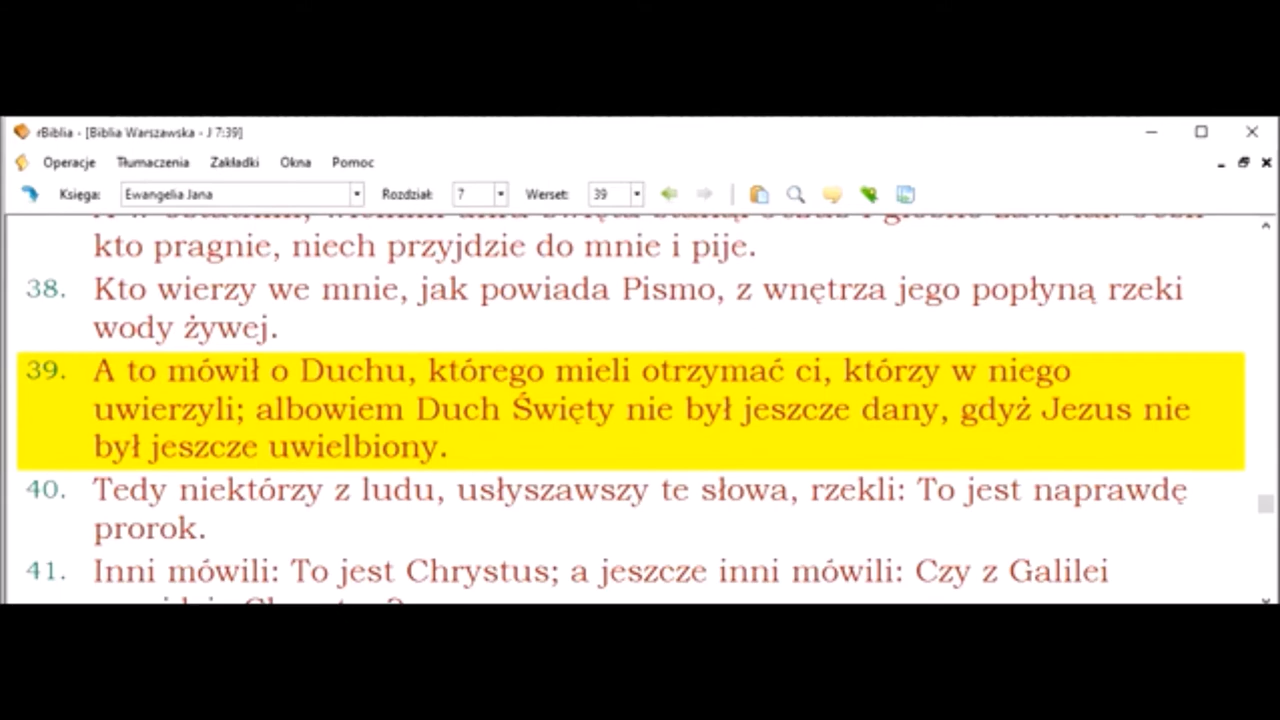 rBiblia - [Biblia Warszawska - J 7:39]
Operacje Tłumaczenia Zakładki Okna Pomoc
Księga: Ewangelia Jana Rozdział: 7 Werset: 39
kto pragnie, niech przyjdzie do mnie i pije.
38. Kto wierzy we mnie, jak powiada Pismo, z wnętrza jego popłyną rzeki
wody żywej.
39. A to mówił o Duchu, którego mieli otrzymać ci, którzy w niego
uwierzyli; albowiem Duch Święty nie był jeszcze dany, gdyż Jezus nie
był jeszcze uwielbiony.
40. Tedy niektórzy z ludu, usłyszawszy te słowa, rzekli: To jest naprawdę
prorok.
41. Inni mówili: To jest Chrystus; a jeszcze inni mówili: Czy z Galilei